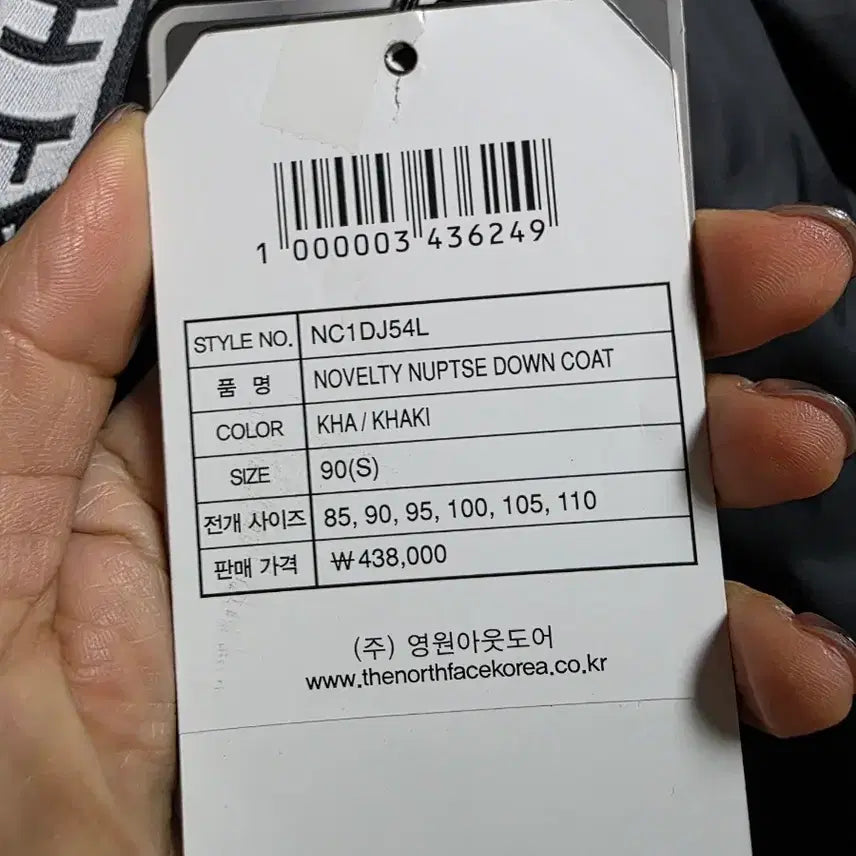 1 000003 436249
STYLE NO. NC1DJ54L
품 명 NOVELTY NUPTSE DOWN COAT
COLOR KHA / KHAKI
SIZE 90(S)
전개 사이즈 85, 90, 95, 100, 105, 110
판매 가격 ₩438,000
(주) 영원아웃도어
www.thenorthfacekorea.co.kr